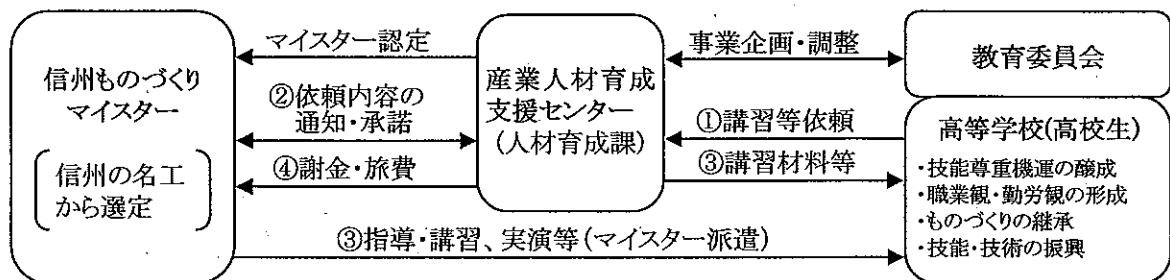 信州ものづくり
マイスター
信州の名工
から選定
マイスター認定
②依頼内容の
通知・承諾
④謝金・旅費
③指導・講習、実演等(マイスター派遣)
産業人材育成
支援センター
(人材育成課)
事業企画・調整
①講習等依頼
③講習材料等
教育委員会
高等学校(高校生)
・技能尊重機運の醸成
・職業観・勤労観の形成
・ものづくりの継承
・技能・技術の振興